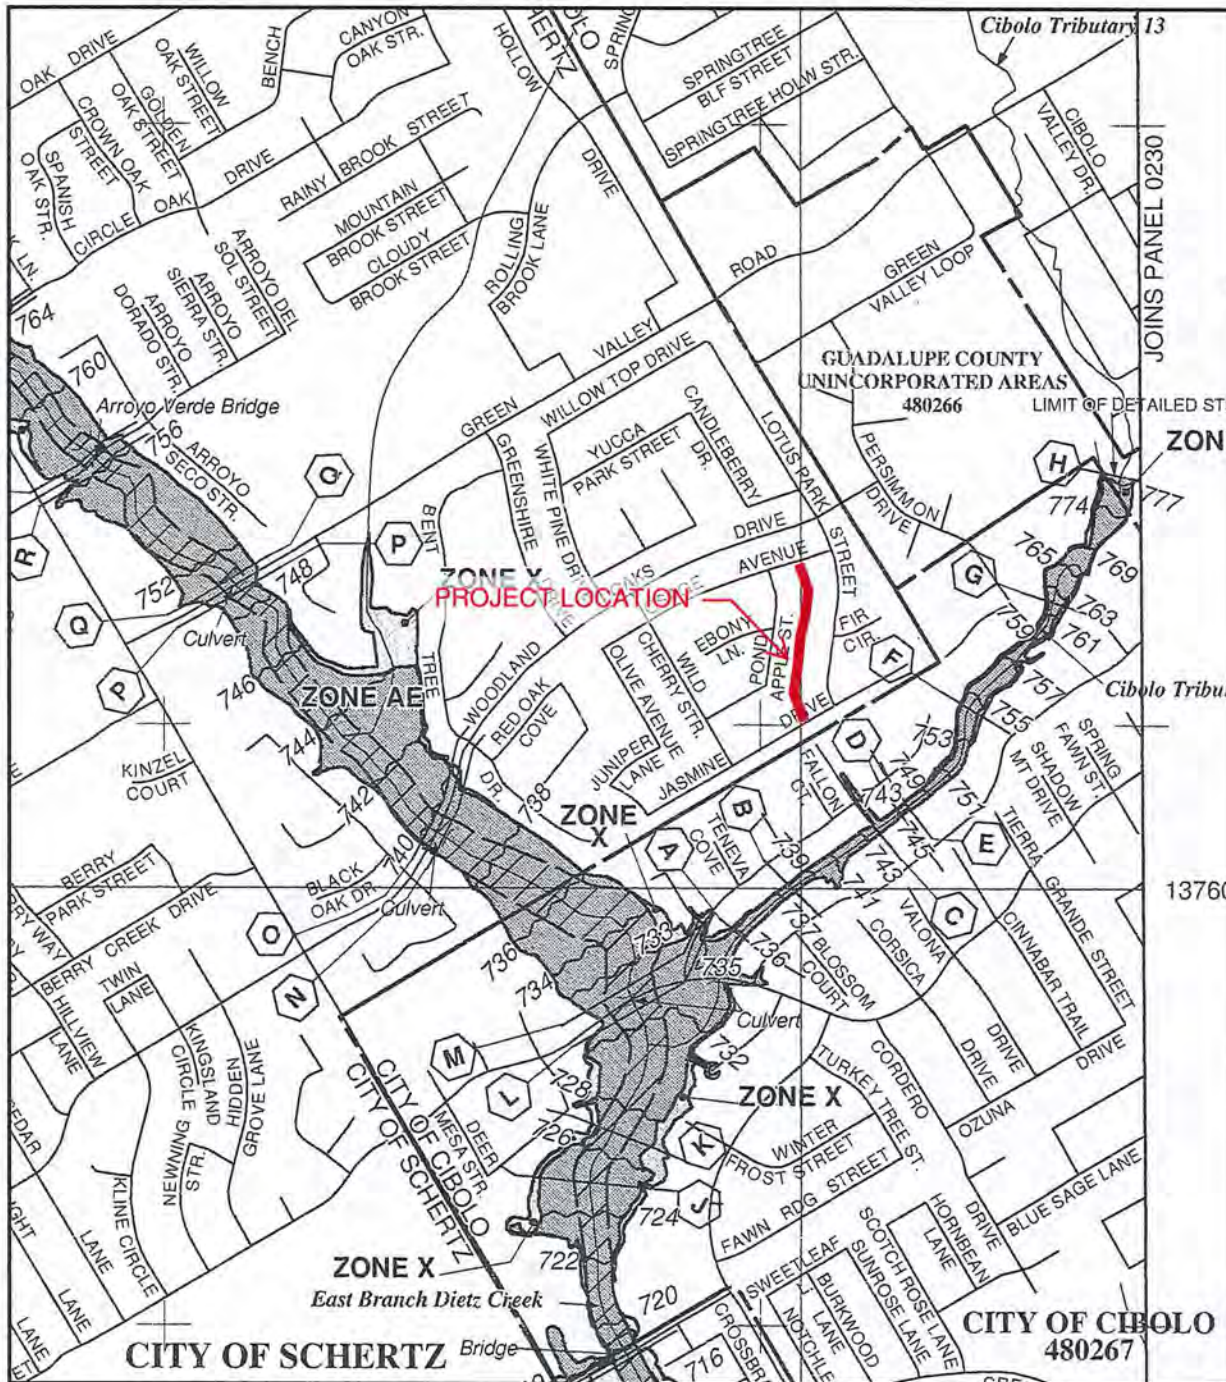 Cibolo Tributary 13
OAK DRIVE
WILLOW
OAK STREET
GOLDEN
OAK STREET
CROWN OAK
STREET
SPANISH
OAK STR.
BENCH
CANYON
OAK STR.
HOLLOW
DRIVE
SPRING
SPRINGTREE
BLF STREET
SPRINGTREE HOLW STR.
CIBOLO
VALLEY DR.
JOINS PANEL 0230
CIRCLE OAK DRIVE
RAINY BROOK STREET
MOUNTAIN
BROOK STREET
CLOUDY
BROOK STREET
ROLLING
BROOK LANE
LN.
ARROYO DEL
SOL STREET
ARROYO
SIERRA STR.
ARROYO
DORADO STR.
GREEN VALLEY ROAD
GREEN
VALLEY LOOP
764
760
756
Arroyo Verde Bridge
ARROYO
SECO STR.
GUADALUPE COUNTY
UNINCORPORATED AREAS
480266
LIMIT OF DETAILED ST
ZON
WILLOW TOP DRIVE
YUCCA
PARK STREET
CANDLEBERRY
DR.
LOTUS PARK
STREET
PERSIMMON
DRIVE
GREENSHIRE
DRIVE
WHITE PINE DRIVE
BENT
TREE
H
777
774
769
765
763
761
759
757
755
753
751
749
R
Q
P
Q
P
G
F
752
748
Culvert
ZONE X
PROJECT LOCATION
WOODLAND OAKS DRIVE
AVENUE
EBONY
LN.
POND
APPLE ST.
FIR
CIR.
WILD
CHERRY STR.
OLIVE AVENUE
JUNIPER
LANE
JASMINE DRIVE
RED OAK
COVE
DR.
ZONE AE
746
744
742
740
738
KINZEL
COURT
ZONE
X
Cibolo Tribu
SPRING
FAWN ST.
SHADOW
MT DRIVE
TIERRA
GRANDE STREET
FALLON
CT.
TENEVA
COVE
D
B
A
E
C
739
743
745
743
741
737
736
735
733
13760
BERRY
PARK STREET
BERRY CREEK DRIVE
BLACK
OAK DR.
Culvert
O
N
M
L
K
J
736
734
732
728
726
724
722
720
716
BLOSSOM
COURT
CORSICA
DRIVE
VALONA
DRIVE
CINNABAR TRAIL
Culvert
TWIN
LANE
HILLVIEW
LANE
KINGSLAND
CIRCLE
HIDDEN
GROVE LANE
NEWNING
STR.
KLINE CIRCLE
CITY OF CIBOLO
CITY OF SCHERTZ
DEER
MESA STR.
ZONE X
CORDERO
DRIVE
TURKEY TREE ST.
WINTER
FROST STREET
FAWN RDG STREET
OZUNA DRIVE
BLUE SAGE LANE
HORNBEAN
LANE
SCOTCH ROSE LANE
SUNROSE LANE
SWEETLEAF
LANE
BURKWOOD
LANE
NOTCHLE
CROSSBR
ZONE X
East Branch Dietz Creek
Bridge
LANE
LANE
LANE
CITY OF SCHERTZ
CITY OF CIBOLO
480267